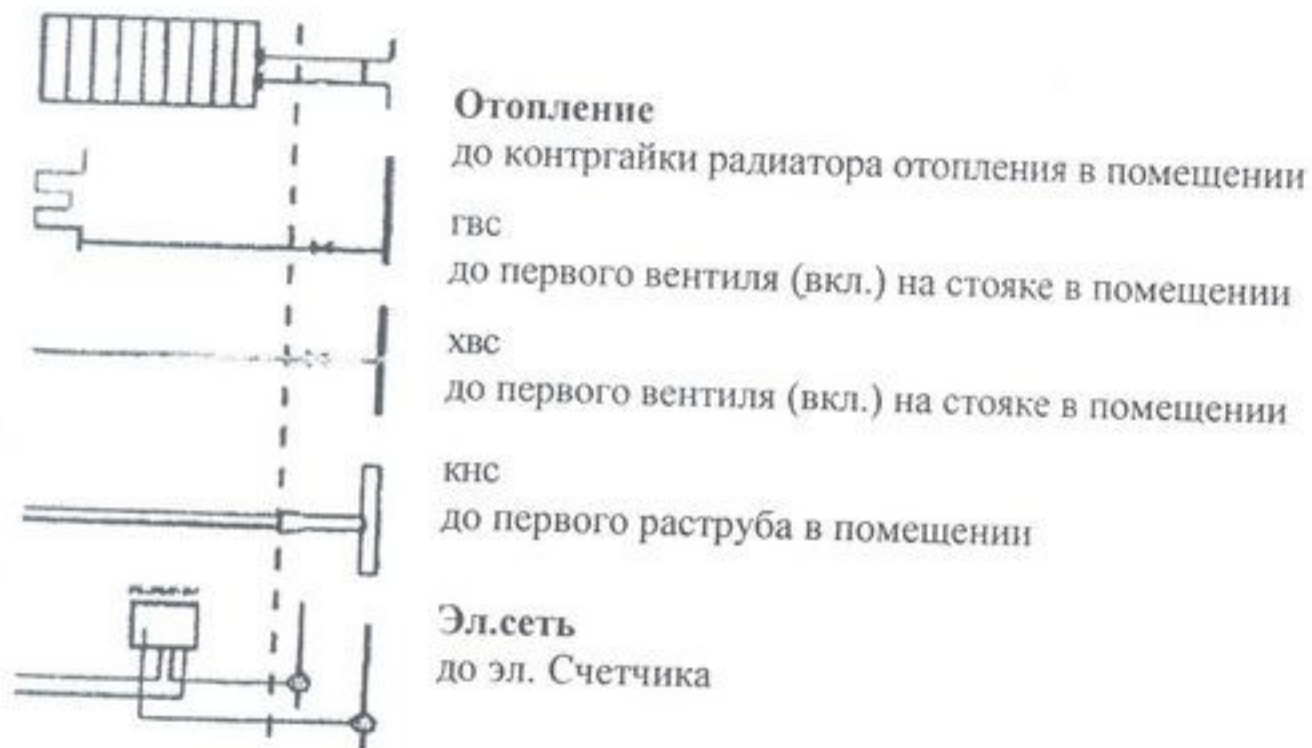 Отопление
до контргайки радиатора отопления в помещении
гвс
до первого вентиля (вкл.) на стояке в помещении
хвс
до первого вентиля (вкл.) на стояке в помещении
кнс
до первого раструба в помещении
Эл.сеть
до эл. Счетчика